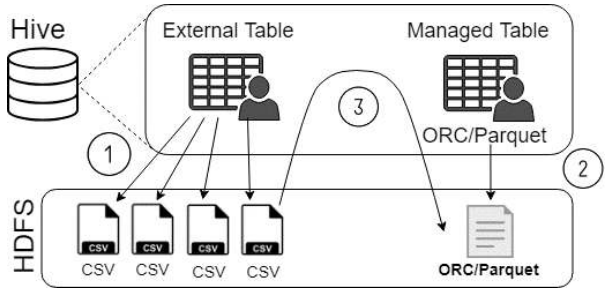 Hive
External Table
Managed Table
ORC/Parquet
1
3
2
HDFS
CSV CSV CSV CSV
CSV CSV CSV CSV
ORC/Parquet